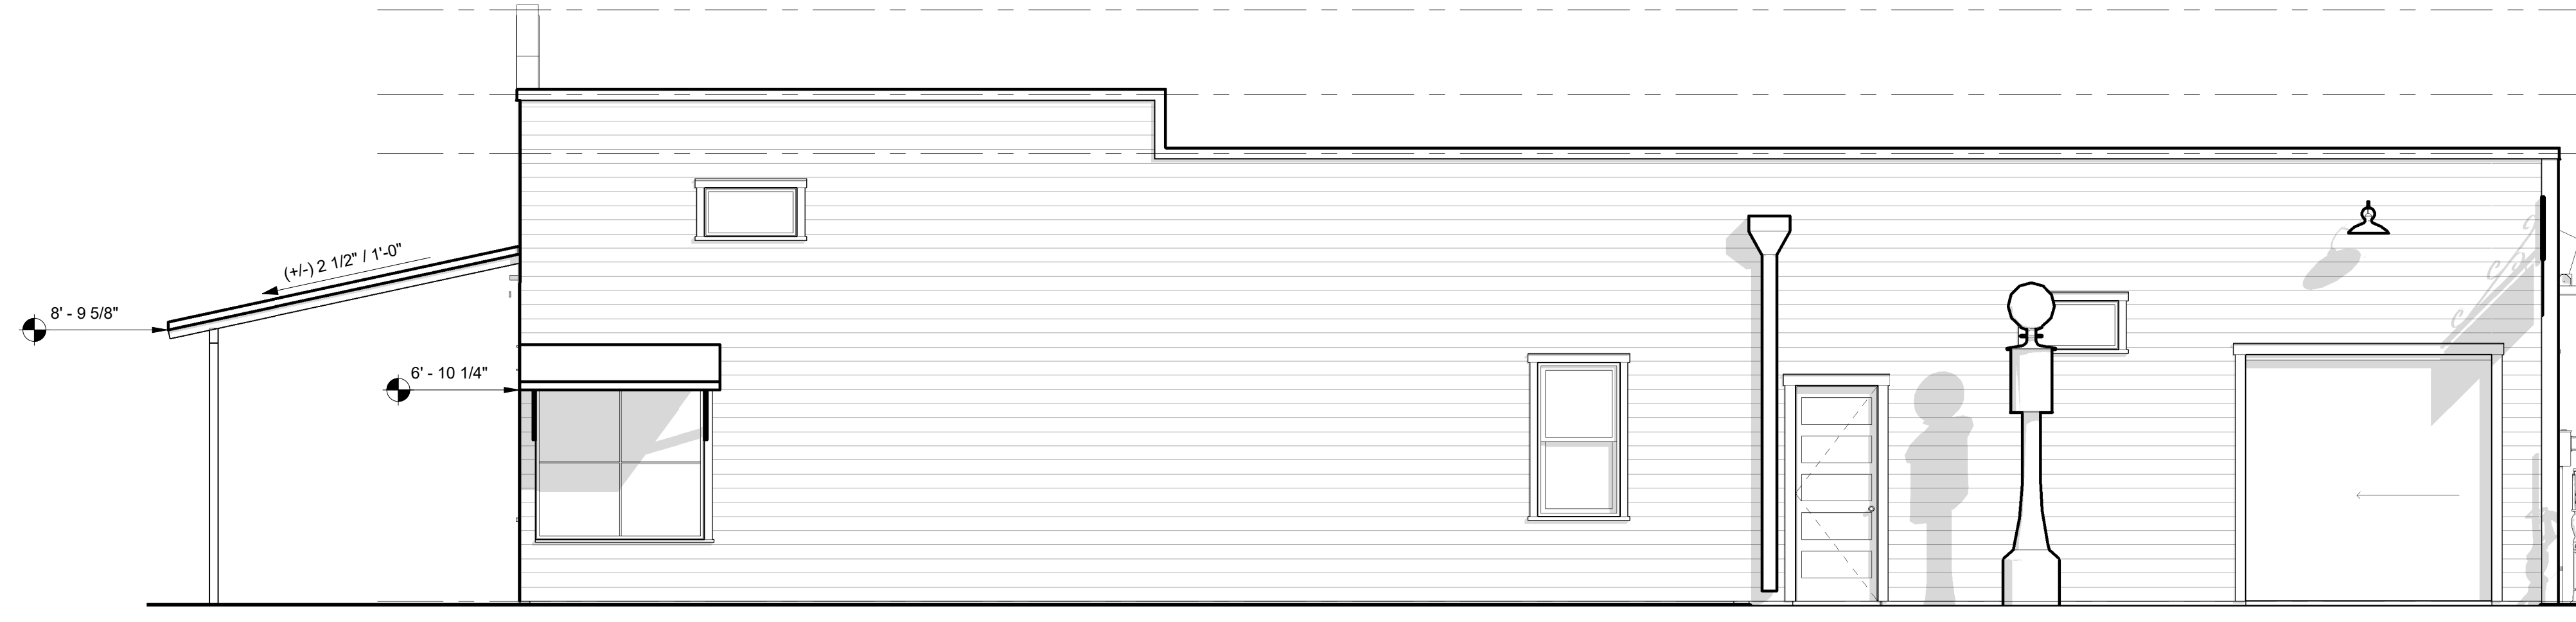 (+/-) 2 1/2" / 1'-0"
8' - 9 5/8"
6' - 10 1/4"